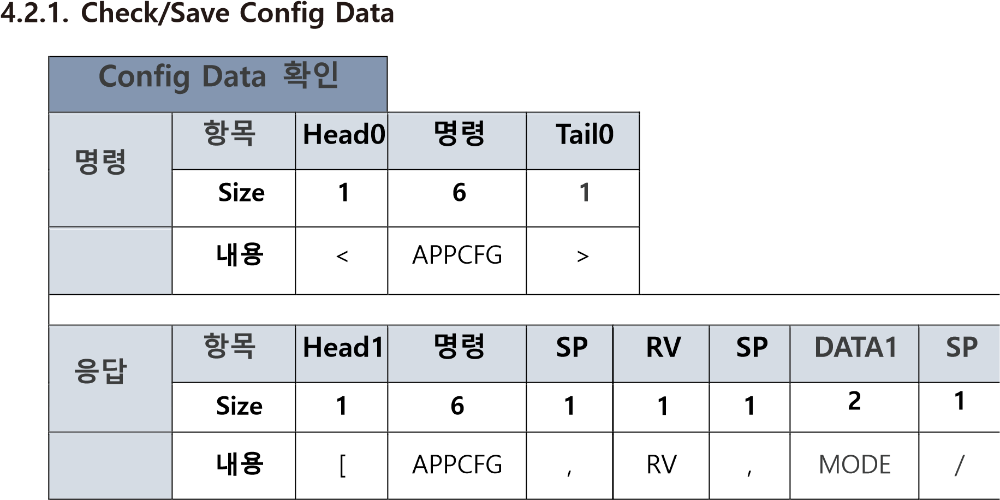 4.2.1. Check/Save Config Data
Config Data 확인
명령 항목 Head0 명령 Tail0
Size 1 6 1
내용 < APPCFG >
응답 항목 Head1 명령 SP RV SP DATA1 SP
Size 1 6 1 1 1 2 1
내용 [ APPCFG , RV , MODE /